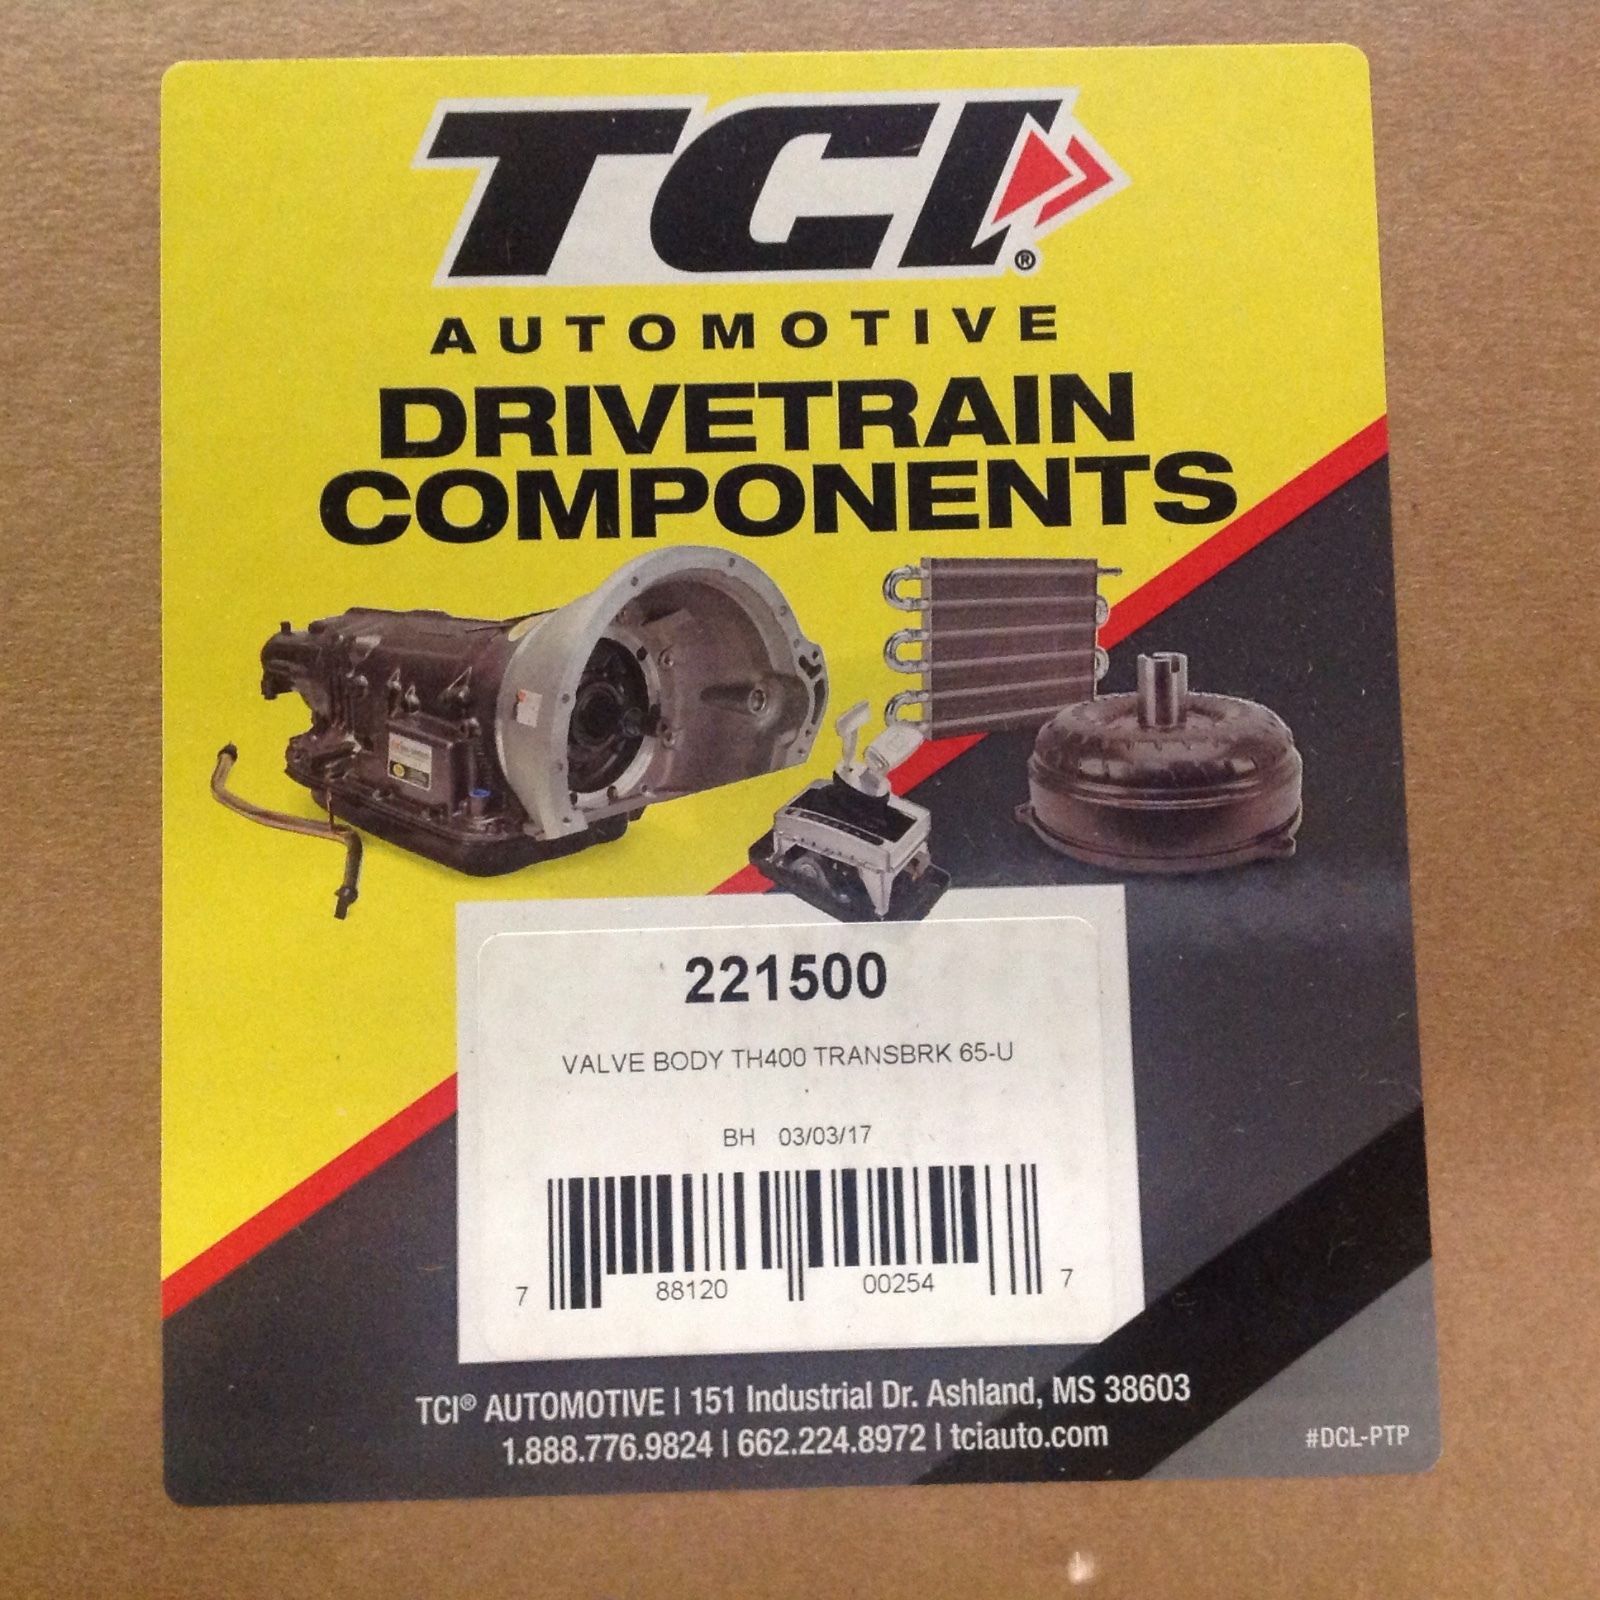 TCI®
AUTOMOTIVE
DRIVETRAIN
COMPONENTS
221500
VALVE BODY TH400 TRANSBRK 65-U
BH 03/03/17
7 88120 00254 7
TCI® AUTOMOTIVE | 151 Industrial Dr. Ashland, MS 38603
1.888.776.9824 | 662.224.8972 | tciauto.com
#DCL-PTP